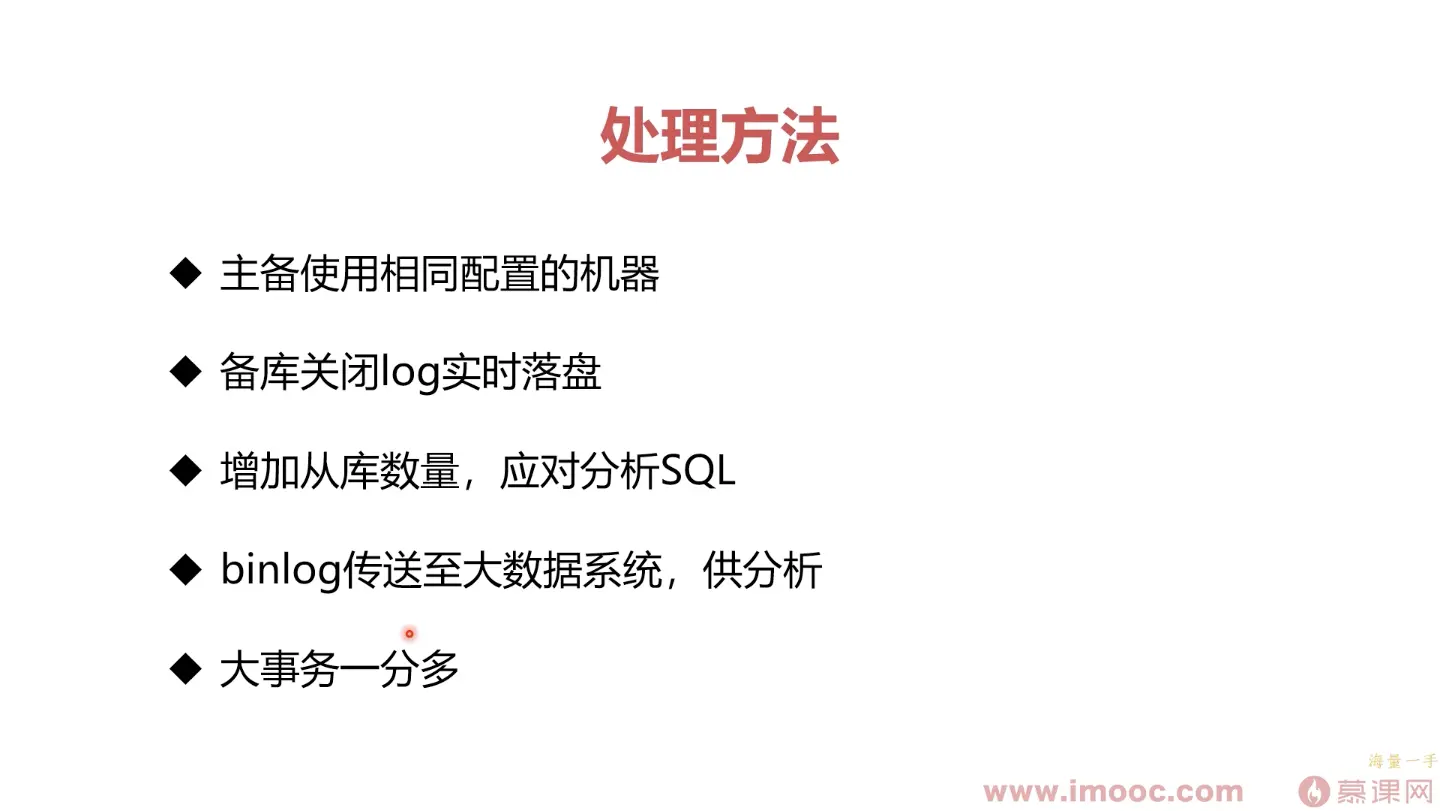 处理方法
◆ 主备使用相同配置的机器
◆ 备库关闭log实时落盘
◆ 增加从库数量，应对分析SQL
◆ binlog传送至大数据系统，供分析
◆ 大事务一分多
海量一手
www.imooc.com 慕课网